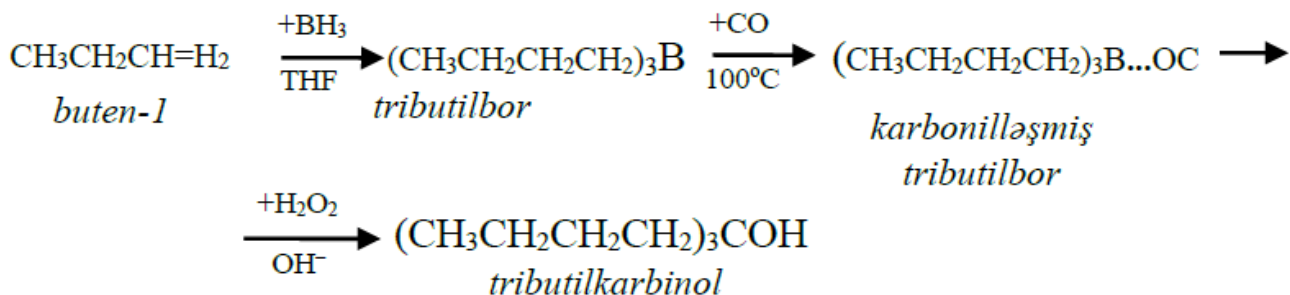 +BH₃ +CO
CH₃CH₂CH=H₂ (CH₃CH₂CH₂CH₂)₃B (CH₃CH₂CH₂CH₂)₃B...OC
THF 100°C
buten-1 tributilbor karbonilləşmiş
tributilbor
+H₂O₂
(CH₃CH₂CH₂CH₂)₃COH
OH⁻
tributilkarbinol